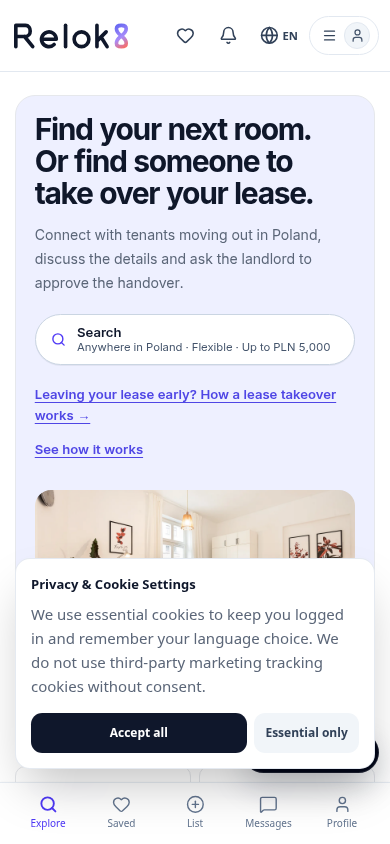 Relok8
EN
Find your next room.
Or find someone to
take over your lease.
Connect with tenants moving out in Poland,
discuss the details and ask the landlord to
approve the handover.
Search
Anywhere in Poland · Flexible · Up to PLN 5,000
Leaving your lease early? How a lease takeover
works →
See how it works
Privacy & Cookie Settings
We use essential cookies to keep you logged
in and remember your language choice. We
do not use third-party marketing tracking
cookies without consent.
Accept all
Essential only
Explore
Saved
List
Messages
Profile